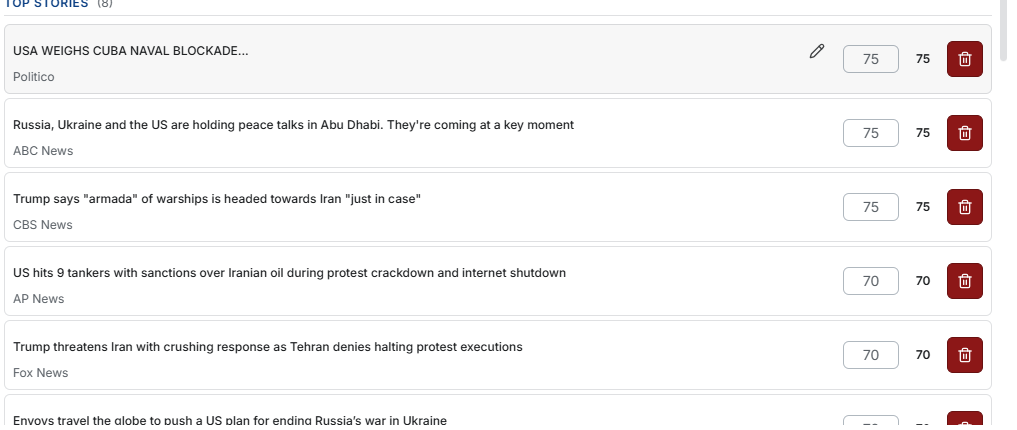 TOP STORIES (8)
USA WEIGHS CUBA NAVAL BLOCKADE...
Politico
75 75
Russia, Ukraine and the US are holding peace talks in Abu Dhabi. They're coming at a key moment
ABC News
75 75
Trump says "armada" of warships is headed towards Iran "just in case"
CBS News
75 75
US hits 9 tankers with sanctions over Iranian oil during protest crackdown and internet shutdown
AP News
70 70
Trump threatens Iran with crushing response as Tehran denies halting protest executions
Fox News
70 70
Envoys travel the globe to push a US plan for ending Russia’s war in Ukraine